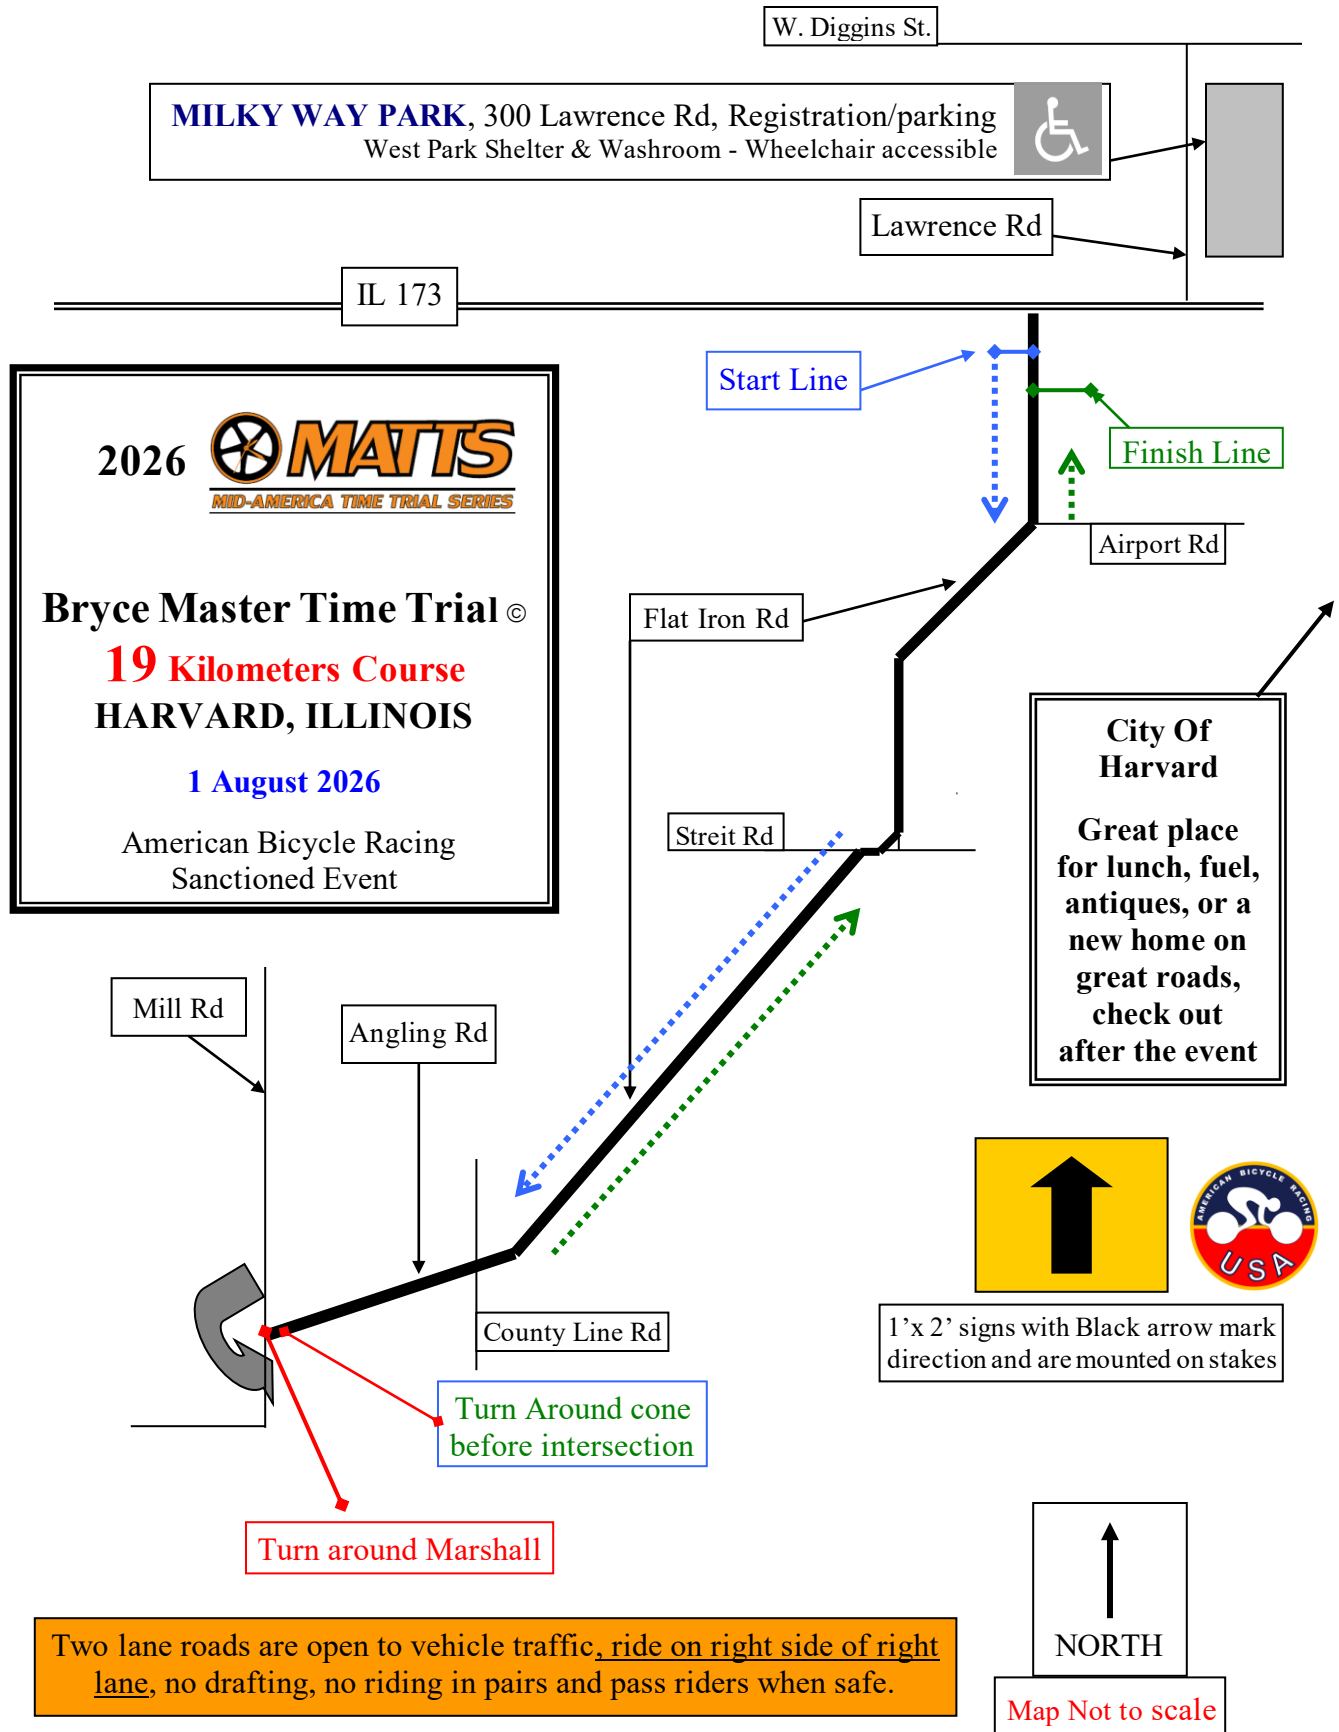 W. Diggins St.
MILKY WAY PARK, 300 Lawrence Rd, Registration/parking
West Park Shelter & Washroom - Wheelchair accessible
Lawrence Rd
IL 173
Start Line
Finish Line
2026 MATTS
MID-AMERICA TIME TRIAL SERIES
Bryce Master Time Trial ©
19 Kilometers Course
HARVARD, ILLINOIS
1 August 2026
American Bicycle Racing
Sanctioned Event
Airport Rd
Flat Iron Rd
City Of
Harvard
Great place
for lunch, fuel,
antiques, or a
new home on
great roads,
check out
after the event
Streit Rd
Mill Rd
Angling Rd
AMERICAN BICYCLE RACING
USA
County Line Rd
1’x 2’ signs with Black arrow mark
direction and are mounted on stakes
Turn Around cone
before intersection
Turn around Marshall
Two lane roads are open to vehicle traffic, ride on right side of right
lane, no drafting, no riding in pairs and pass riders when safe.
NORTH
Map Not to scale